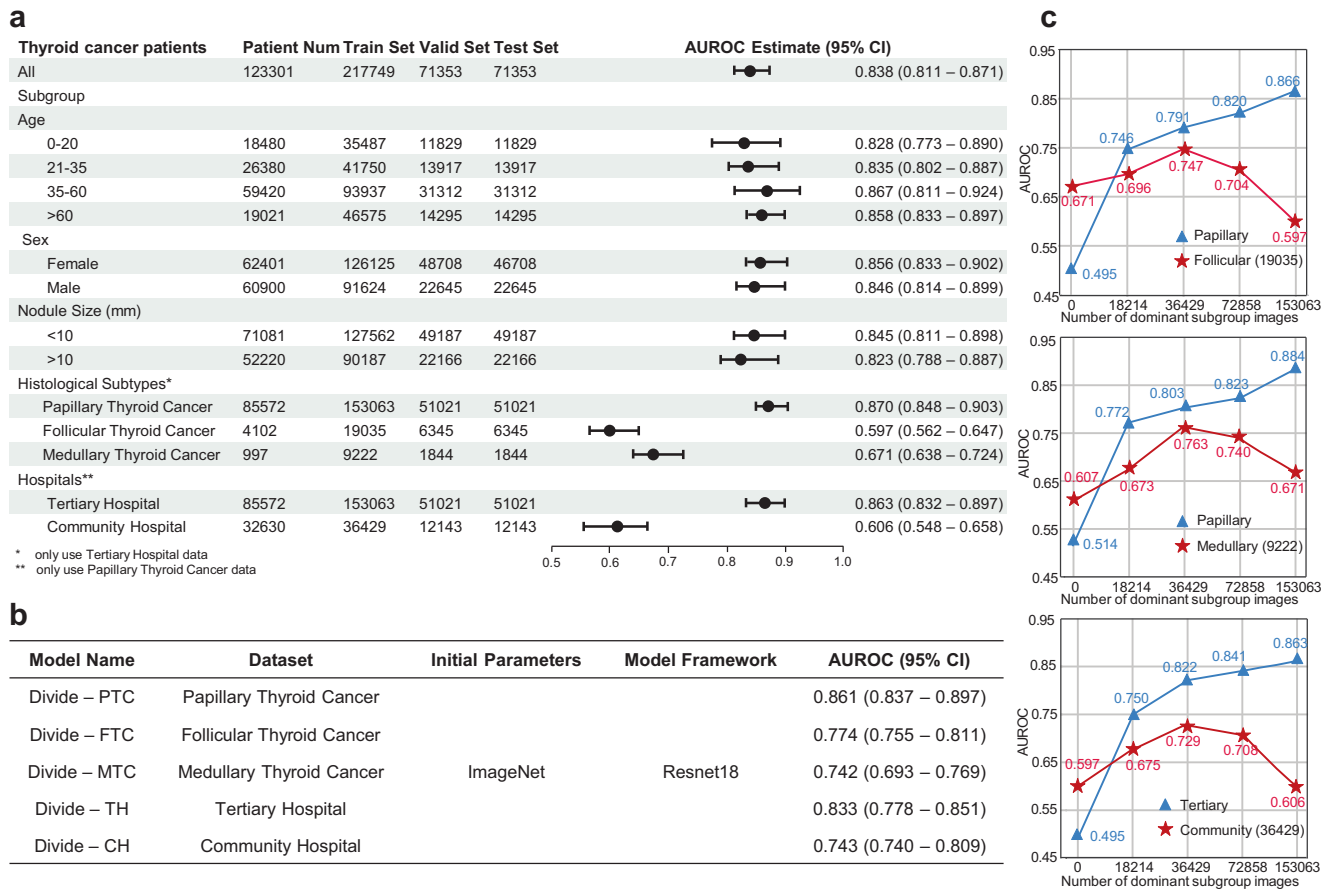 a
Thyroid cancer patients Patient Num Train Set Valid Set Test Set AUROC Estimate (95% CI)
All 123301 217749 71353 71353 0.838 (0.811 – 0.871)
Subgroup
Age
0-20 18480 35487 11829 11829 0.828 (0.773 – 0.890)
21-35 26380 41750 13917 13917 0.835 (0.802 – 0.887)
35-60 59420 93937 31312 31312 0.867 (0.811 – 0.924)
>60 19021 46575 14295 14295 0.858 (0.833 – 0.897)
Sex
Female 62401 126125 48708 46708 0.856 (0.833 – 0.902)
Male 60900 91624 22645 22645 0.846 (0.814 – 0.899)
Nodule Size (mm)
<10 71081 127562 49187 49187 0.845 (0.811 – 0.898)
>10 52220 90187 22166 22166 0.823 (0.788 – 0.887)
Histological Subtypes*
Papillary Thyroid Cancer 85572 153063 51021 51021 0.870 (0.848 – 0.903)
Follicular Thyroid Cancer 4102 19035 6345 6345 0.597 (0.562 – 0.647)
Medullary Thyroid Cancer 997 9222 1844 1844 0.671 (0.638 – 0.724)
Hospitals**
Tertiary Hospital 85572 153063 51021 51021 0.863 (0.832 – 0.897)
Community Hospital 32630 36429 12143 12143 0.606 (0.548 – 0.658)
* only use Tertiary Hospital data
** only use Papillary Thyroid Cancer data
0.5 0.6 0.7 0.8 0.9 1.0
b
Model Name Dataset Initial Parameters Model Framework AUROC (95% CI)
Divide – PTC Papillary Thyroid Cancer 0.861 (0.837 – 0.897)
Divide – FTC Follicular Thyroid Cancer 0.774 (0.755 – 0.811)
Divide – MTC Medullary Thyroid Cancer ImageNet Resnet18 0.742 (0.693 – 0.769)
Divide – TH Tertiary Hospital 0.833 (0.778 – 0.851)
Divide – CH Community Hospital 0.743 (0.740 – 0.809)
c
0.95
0.85
0.75
0.65
0.55
0.45
AUROC
0.495
0.746
0.791
0.820
0.866
0.671
0.696
0.747
0.704
0.597
Papillary
Follicular (19035)
0 18214 36429 72858 153063
Number of dominant subgroup images
0.95
0.85
0.75
0.65
0.55
0.45
AUROC
0.514
0.772
0.803
0.823
0.884
0.607
0.673
0.763
0.740
0.671
Papillary
Medullary (9222)
0 18214 36429 72858 153063
Number of dominant subgroup images
0.95
0.85
0.75
0.65
0.55
0.45
AUROC
0.495
0.750
0.822
0.841
0.863
0.597
0.675
0.729
0.708
0.606
Tertiary
Community (36429)
0 18214 36429 72858 153063
Number of dominant subgroup images